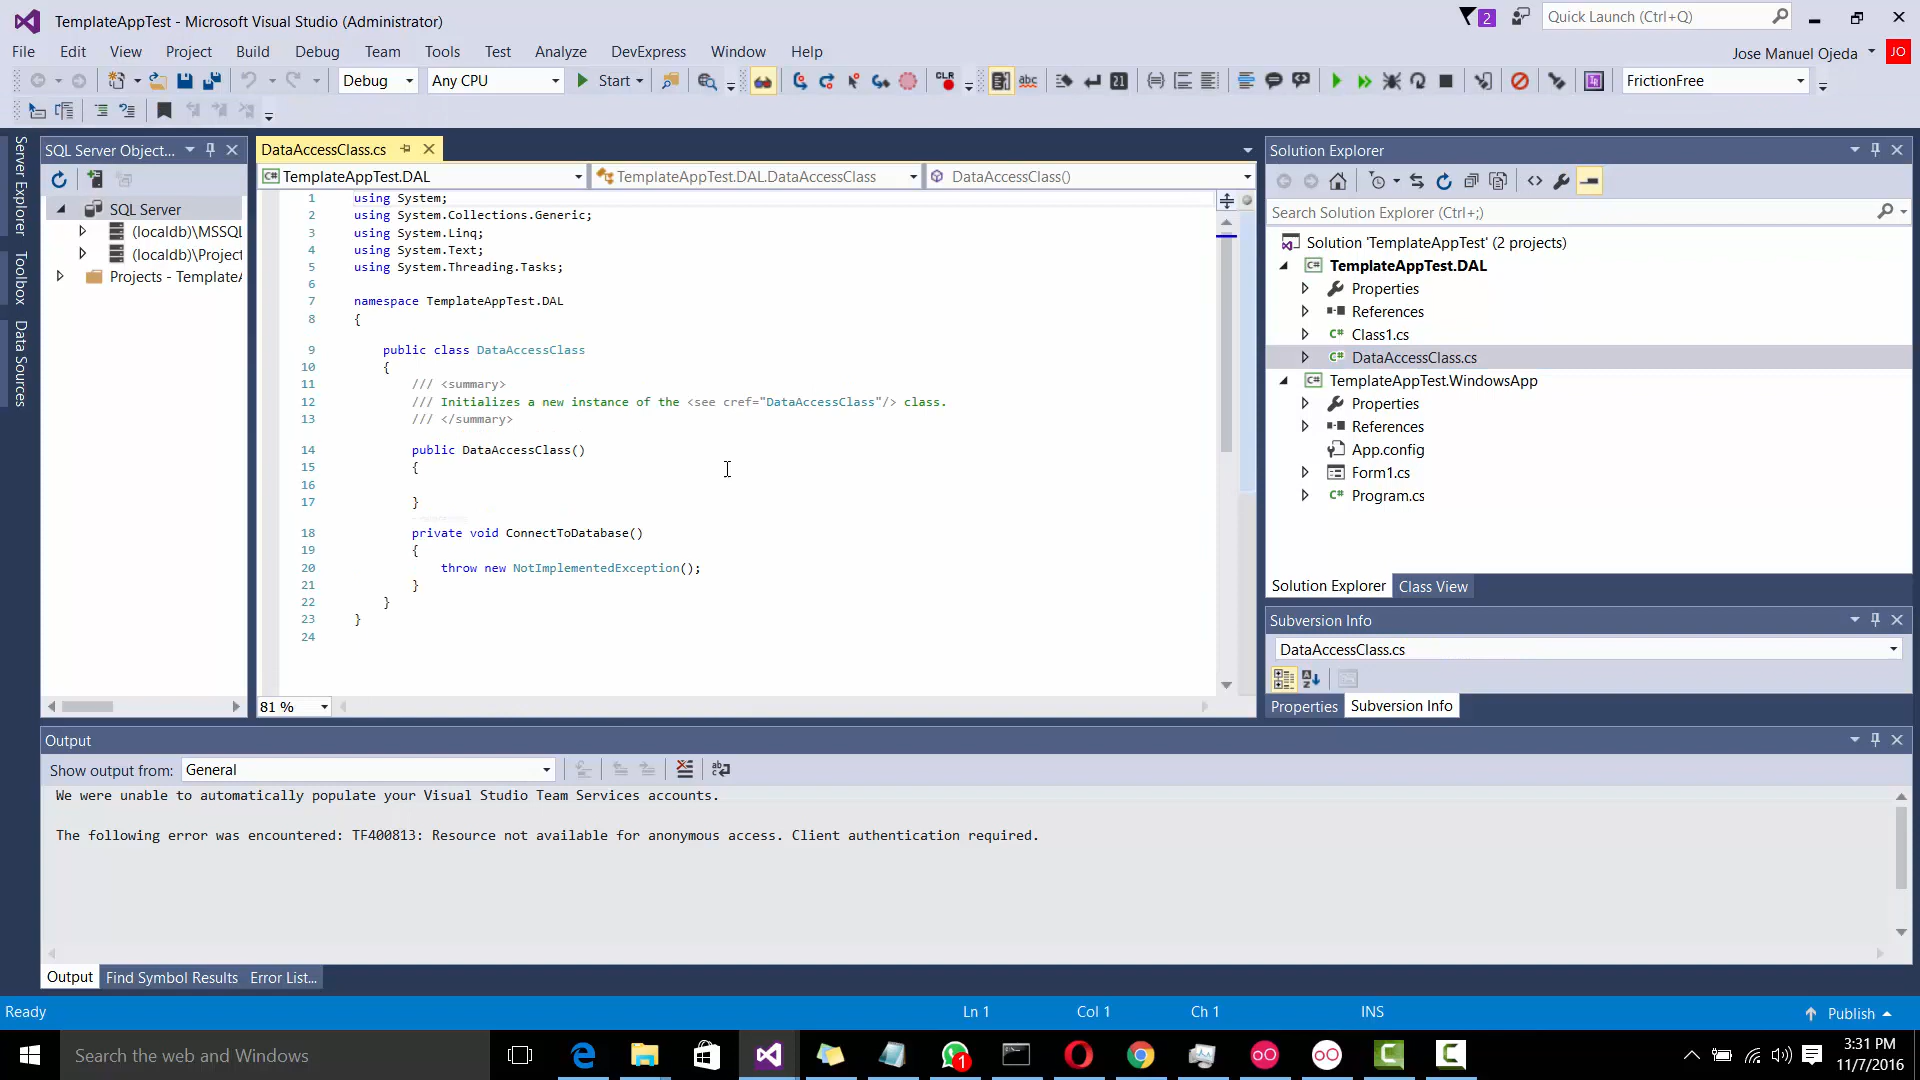 TemplateAppTest - Microsoft Visual Studio (Administrator)
2
Quick Launch (Ctrl+Q)
File Edit View Project Build Debug Team Tools Test Analyze DevExpress Window Help
Jose Manuel Ojeda JO
Debug Any CPU Start CLR abc 21 FrictionFree
Server Explorer
Toolbox
Data Sources
SQL Server Object...
SQL Server
(localdb)\MSSQL
(localdb)\Project
Projects - Template
DataAccessClass.cs
TemplateAppTest.DAL TemplateAppTest.DAL.DataAccessClass DataAccessClass()
1 using System;
2 using System.Collections.Generic;
3 using System.Linq;
4 using System.Text;
5 using System.Threading.Tasks;
6
7 namespace TemplateAppTest.DAL
8 {
9 public class DataAccessClass
10 {
11 /// <summary>
12 /// Initializes a new instance of the <see cref="DataAccessClass"/> class.
13 /// </summary>
14 public DataAccessClass()
15 {
16
17 }
18 private void ConnectToDatabase()
19 {
20 throw new NotImplementedException();
21 }
22 }
23 }
24
81 %
Solution Explorer
Search Solution Explorer (Ctrl+;)
Solution 'TemplateAppTest' (2 projects)
TemplateAppTest.DAL
Properties
References
Class1.cs
DataAccessClass.cs
TemplateAppTest.WindowsApp
Properties
References
App.config
Form1.cs
Program.cs
Solution Explorer Class View
Subversion Info
DataAccessClass.cs
Properties Subversion Info
Output
Show output from: General
We were unable to automatically populate your Visual Studio Team Services accounts.
The following error was encountered: TF400813: Resource not available for anonymous access. Client authentication required.
Output Find Symbol Results Error List...
Ready Ln 1 Col 1 Ch 1 INS Publish
Search the web and Windows
1
3:31 PM
11/7/2016